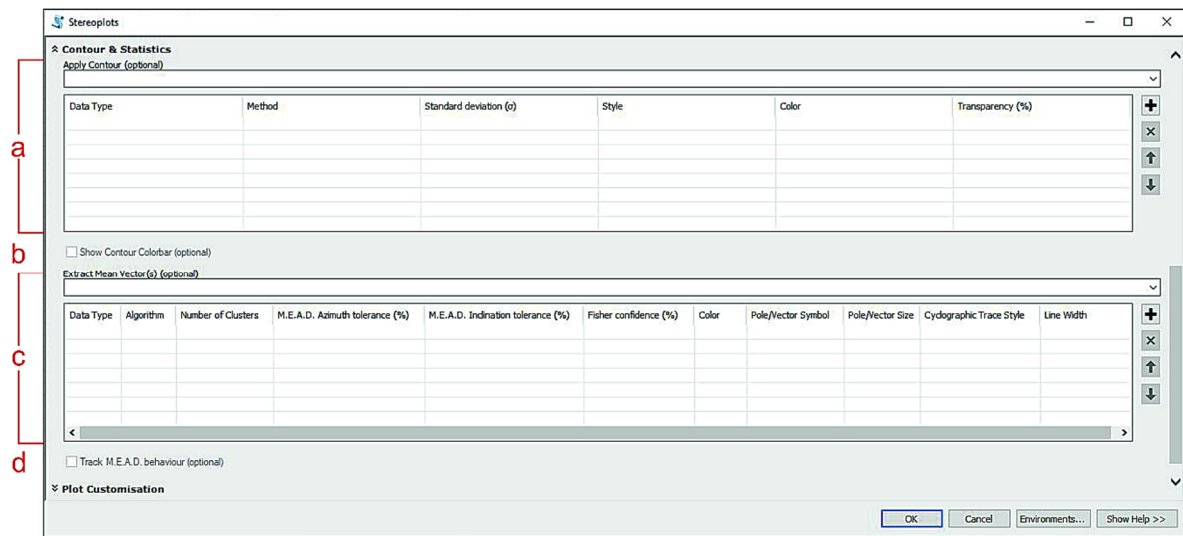 Stereoplots
Contour & Statistics
a
Apply Contour (optional)
Data Type Method Standard deviation (σ) Style Color Transparency (%)
b
Show Contour Colorbar (optional)
c
Extract Mean Vector(s) (optional)
Data Type Algorithm Number of Clusters M.E.A.D. Azimuth tolerance (%) M.E.A.D. Indination tolerance (%) Fisher confidence (%) Color Pole/Vector Symbol Pole/Vector Size Cydographic Trace Style Line Width
d
Track M.E.A.D. behaviour (optional)
Plot Customisation
OK Cancel Environments... Show Help >>